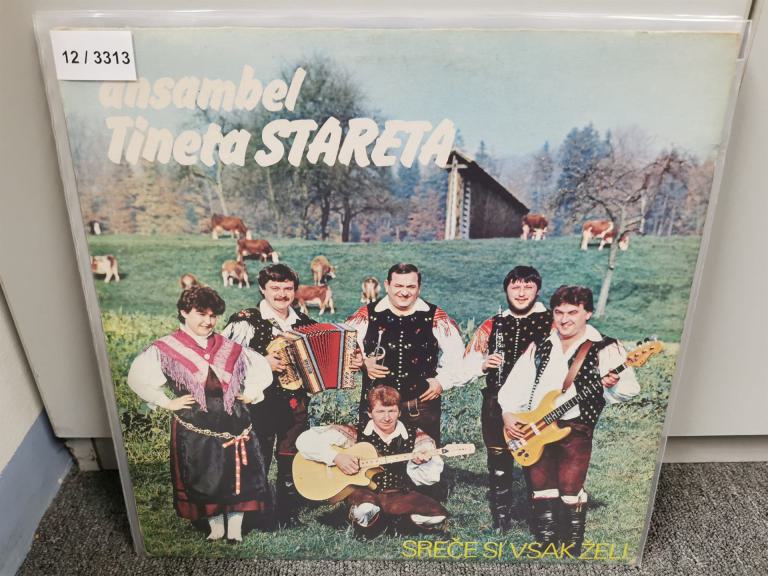 12 / 3313
ansambel
Tineta STARETA
SREČE SI VSAK ŽELI